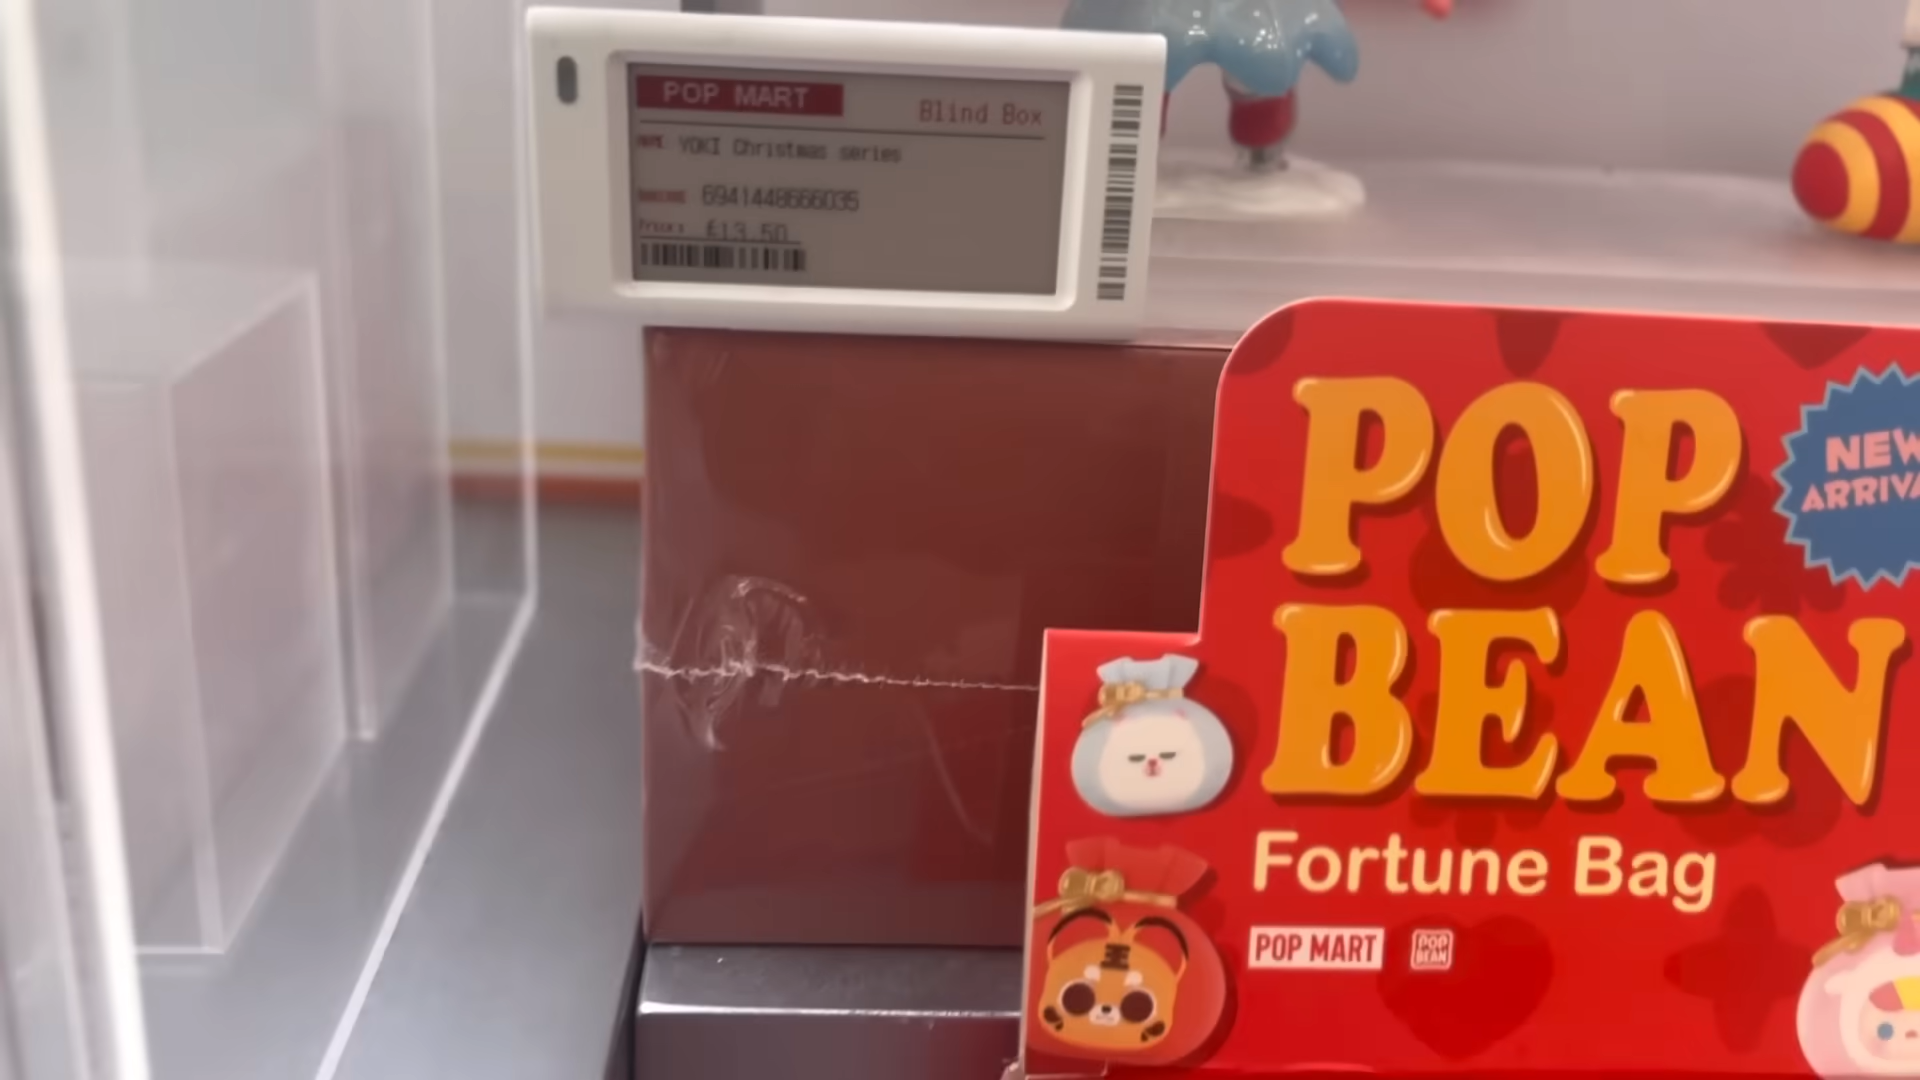 POP MART
Blind Box
YOKI Christmas series
6941448666035
£13.50
POP
BEAN
NEW
Fortune Bag
POP MART
POP
BEAN
王